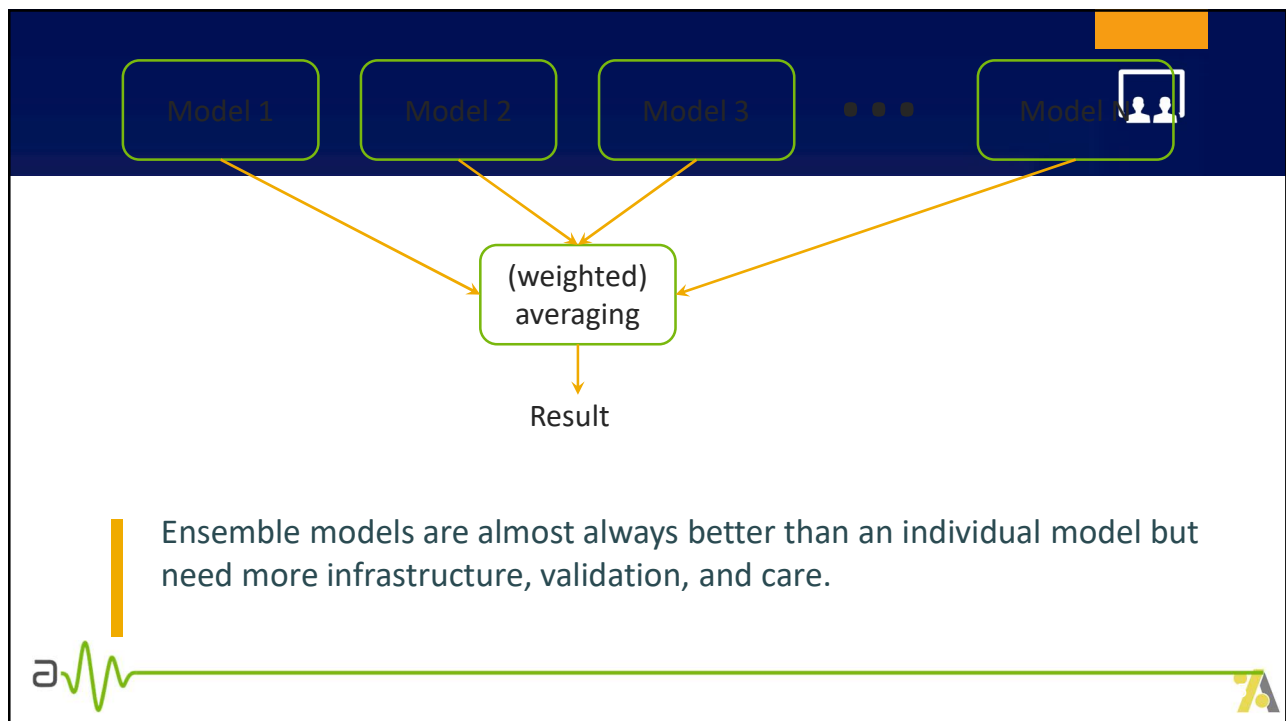 Model 1
Model 2
Model 3
• • •
Model N
(weighted)
averaging
Result
Ensemble models are almost always better than an individual model but
need more infrastructure, validation, and care.